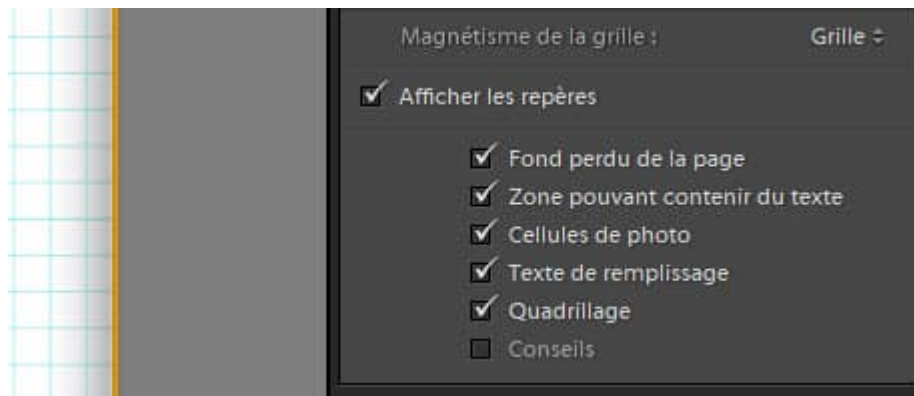 Magnétisme de la grille : Grille
Afficher les repères
Fond perdu de la page
Zone pouvant contenir du texte
Cellules de photo
Texte de remplissage
Quadrillage
Conseils